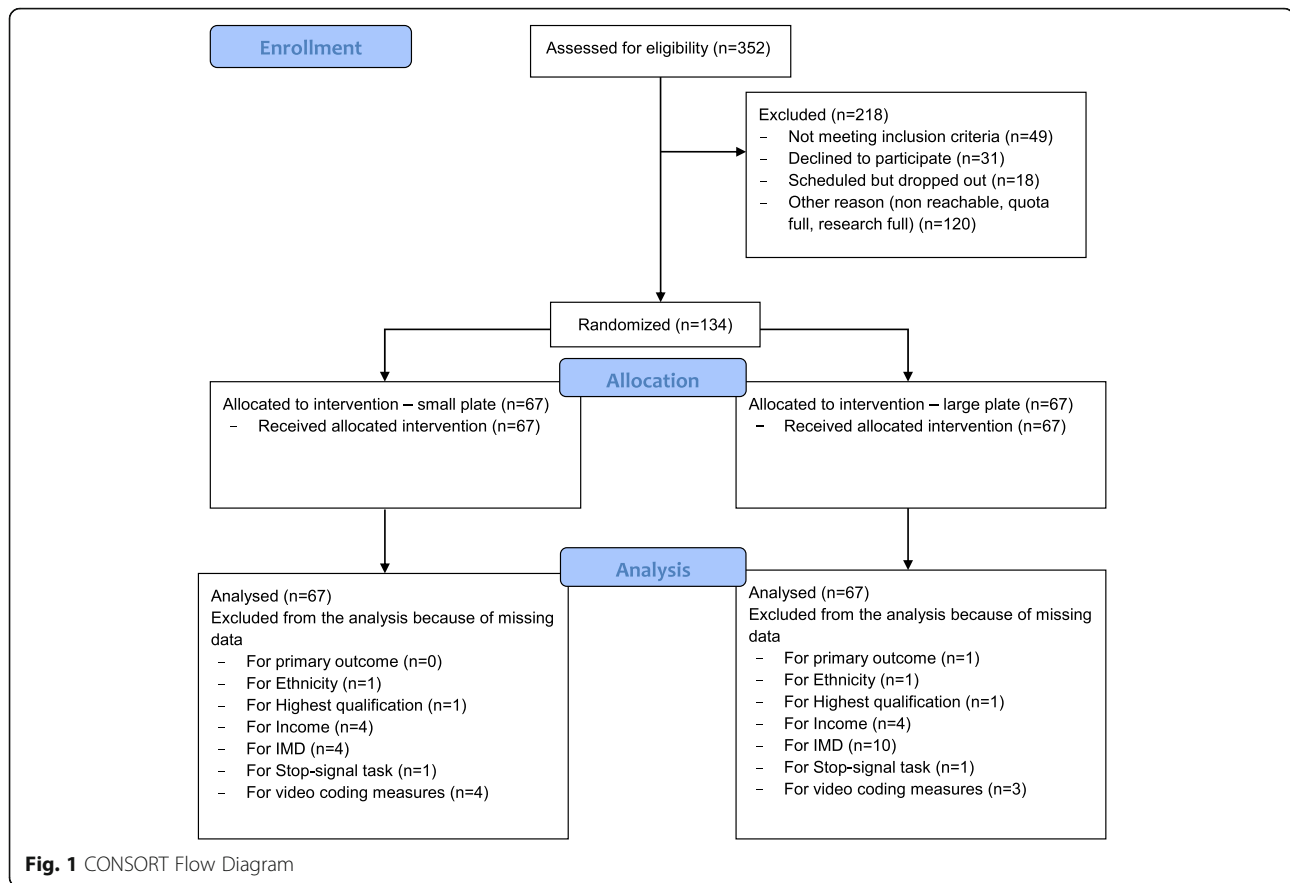 Enrollment
Assessed for eligibility (n=352)
Excluded (n=218)
- Not meeting inclusion criteria (n=49)
- Declined to participate (n=31)
- Scheduled but dropped out (n=18)
- Other reason (non reachable, quota
full, research full) (n=120)
Randomized (n=134)
Allocation
Allocated to intervention – small plate (n=67)
- Received allocated intervention (n=67)
Allocated to intervention – large plate (n=67)
- Received allocated intervention (n=67)
Analysis
Analysed (n=67)
Excluded from the analysis because of missing
data
- For primary outcome (n=0)
- For Ethnicity (n=1)
- For Highest qualification (n=1)
- For Income (n=4)
- For IMD (n=4)
- For Stop-signal task (n=1)
- For video coding measures (n=4)
Analysed (n=67)
Excluded from the analysis because of missing
data
- For primary outcome (n=1)
- For Ethnicity (n=1)
- For Highest qualification (n=1)
- For Income (n=4)
- For IMD (n=10)
- For Stop-signal task (n=1)
- For video coding measures (n=3)
Fig. 1 CONSORT Flow Diagram